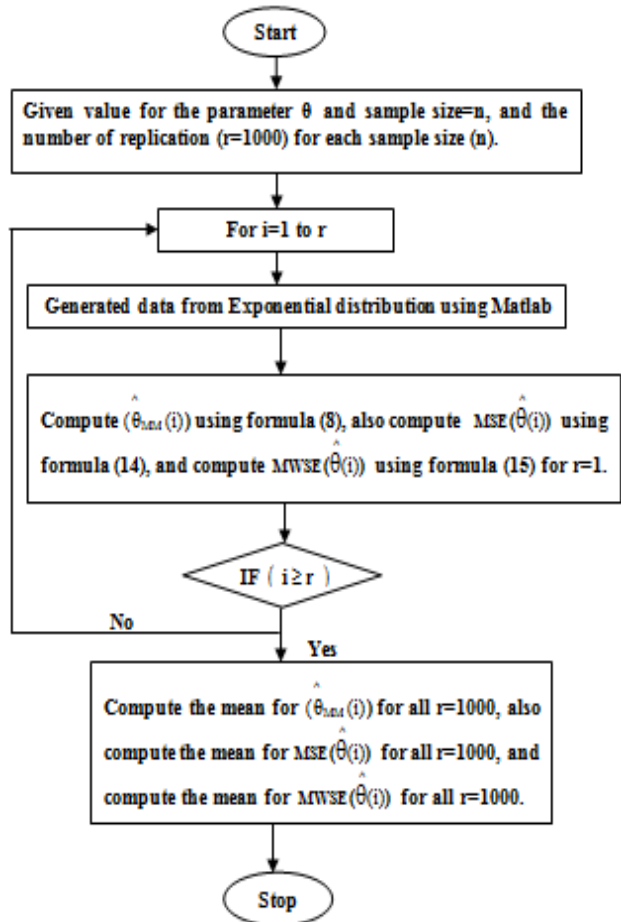 Start
Given value for the parameter θ and sample size=n, and the
number of replication (r=1000) for each sample size (n).
For i=1 to r
Generated data from Exponential distribution using Matlab
Compute (θ̂_MM(i)) using formula (8), also compute MSE(θ̂(i)) using
formula (14), and compute MWSE(θ̂(i)) using formula (15) for r=1.
IF ( i ≥ r )
No
Yes
Compute the mean for (θ̂_MM(i)) for all r=1000, also
compute the mean for MSE(θ̂(i)) for all r=1000, and
compute the mean for MWSE(θ̂(i)) for all r=1000.
Stop